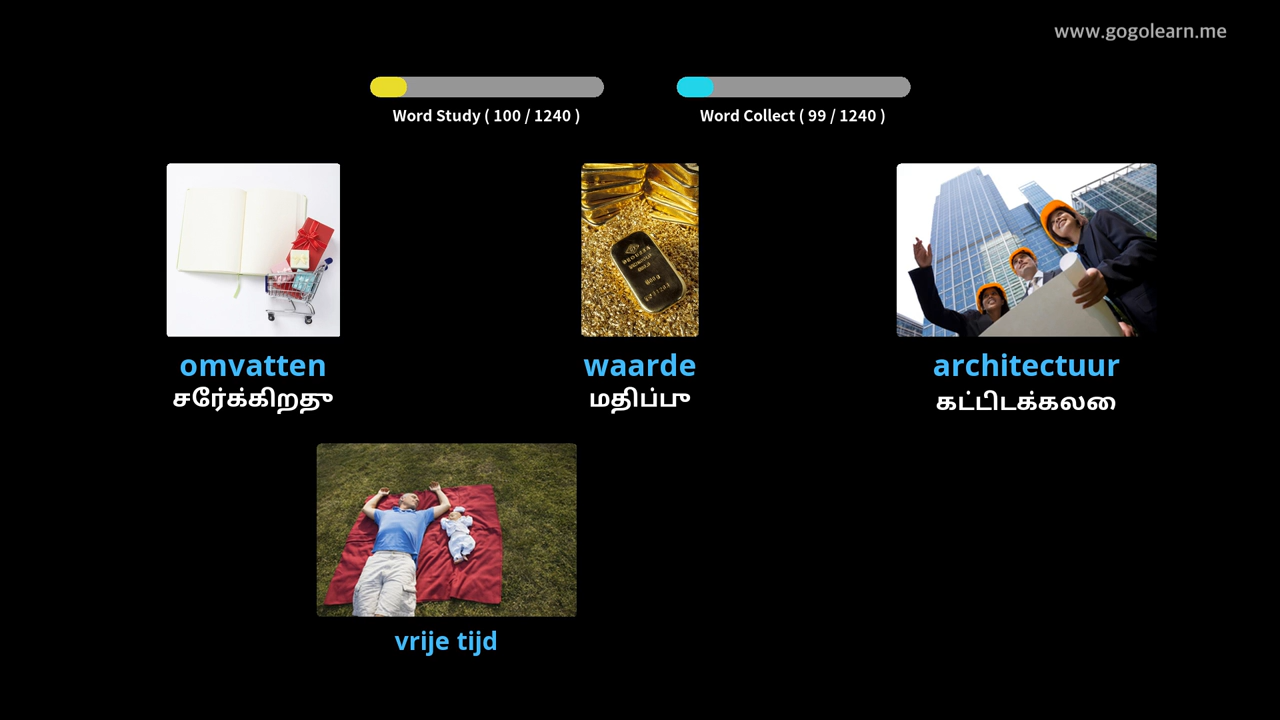 www.gogolearn.me
Word Study ( 100 / 1240 )
Word Collect ( 99 / 1240 )
omvatten
சேர்க்கிறது
waarde
மதிப்பு
architectuur
கட்டிடக்கலை
vrije tijd